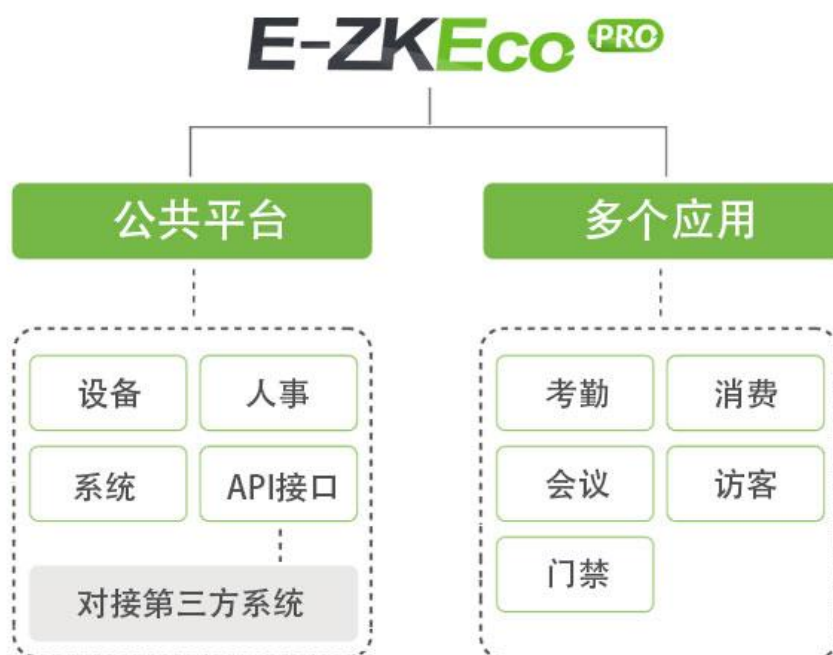 E-ZKEco PRO
公共平台
多个应用
设备
人事
系统
API接口
对接第三方系统
考勤
消费
会议
访客
门禁